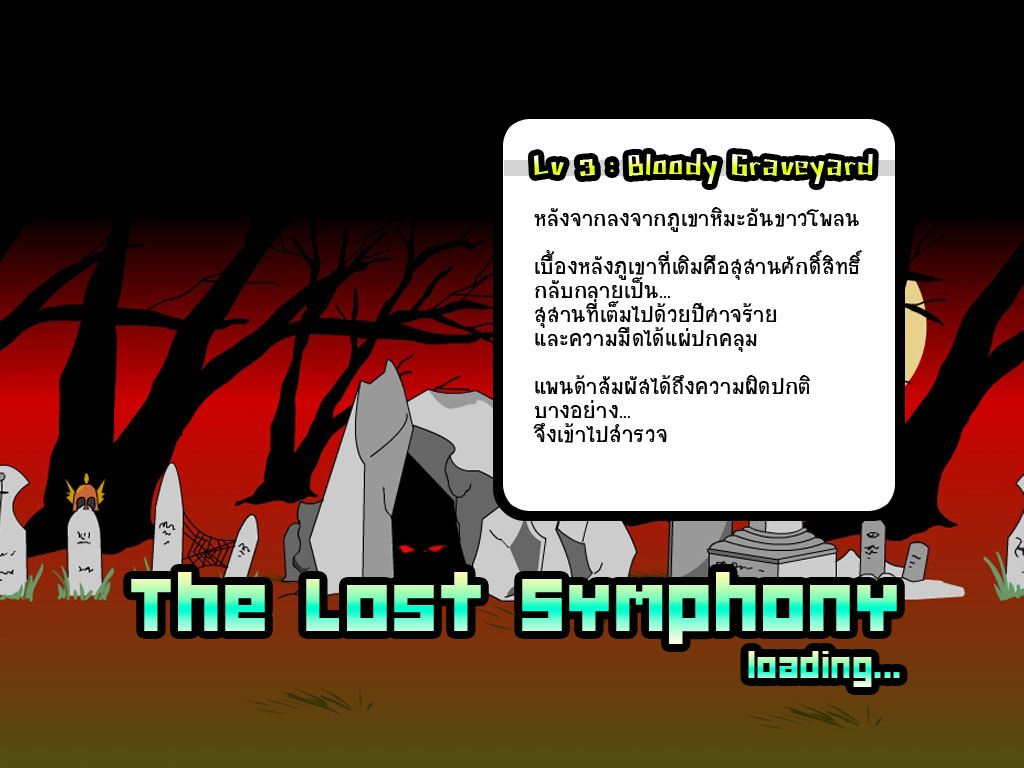 Lv 3 : Bloody Graveyard
หลังจากลงจากภูเขาหิมะอันขาวโพลน
เบื้องหลังภูเขาที่เดิมคือสุสานศักดิ์สิทธิ์
กลับกลายเป็น...
สุสานที่เต็มไปด้วยปีศาจร้าย
และความมืดได้แผ่ปกคลุม
แพนด้าสัมผัสได้ถึงความผิดปกติ
บางอย่าง...
จึงเข้าไปสำรวจ
The Lost Symphony
loading...